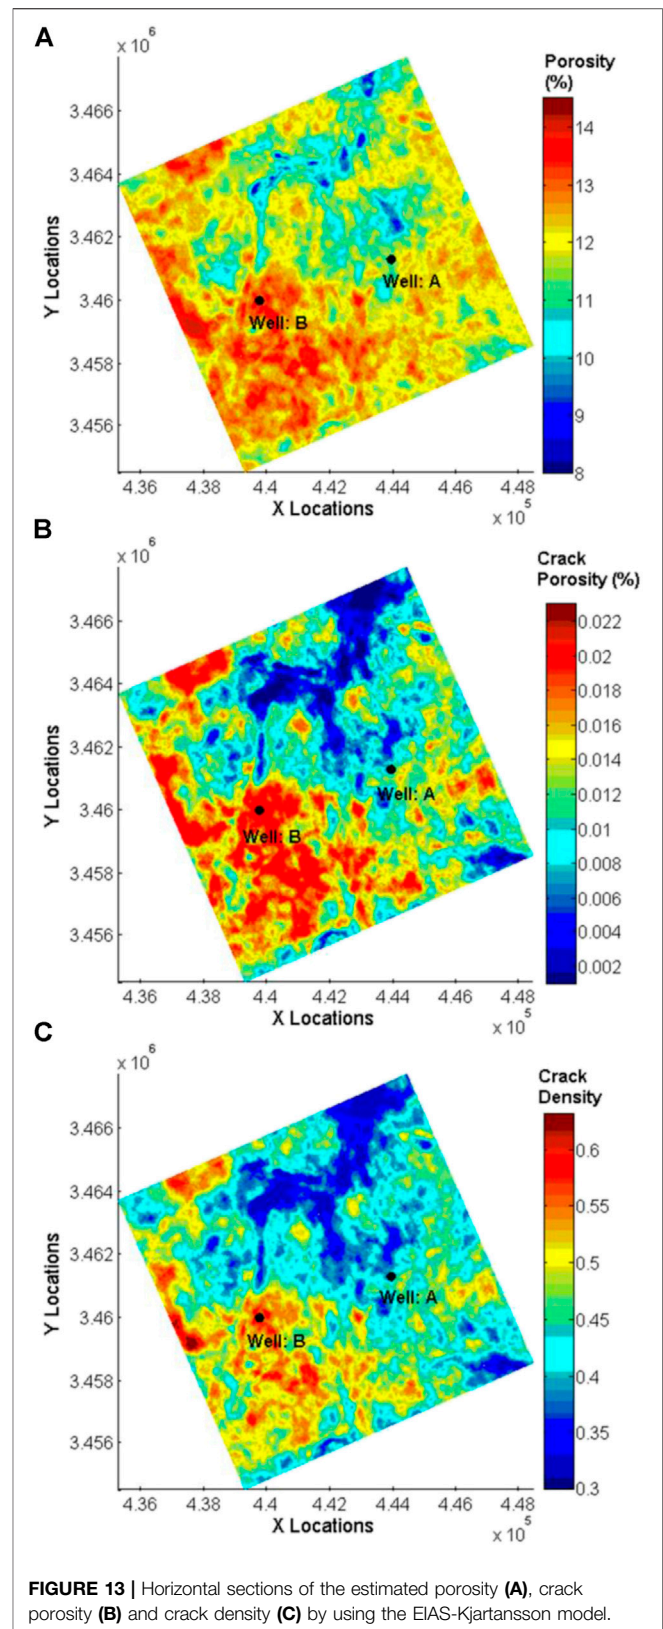 A
x 10^6
Porosity
(%)
3.466
3.464
3.462
3.46
3.458
3.456
Y Locations
14
13
12
11
10
9
8
Well: A
Well: B
4.36 4.38 4.4 4.42 4.44 4.46 4.48
X Locations
x 10^5
B
x 10^6
Crack
Porosity (%)
3.466
3.464
3.462
3.46
3.458
3.456
Y Locations
0.022
0.02
0.018
0.016
0.014
0.012
0.01
0.008
0.006
0.004
0.002
Well: A
Well: B
4.36 4.38 4.4 4.42 4.44 4.46 4.48
X Locations
x 10^5
C
x 10^6
Crack
Density
3.466
3.464
3.462
3.46
3.458
3.456
Y Locations
0.6
0.55
0.5
0.45
0.4
0.35
0.3
Well: A
Well: B
4.36 4.38 4.4 4.42 4.44 4.46 4.48
X Locations
x 10^5
FIGURE 13 | Horizontal sections of the estimated porosity (A), crack
porosity (B) and crack density (C) by using the EIAS-Kjartansson model.